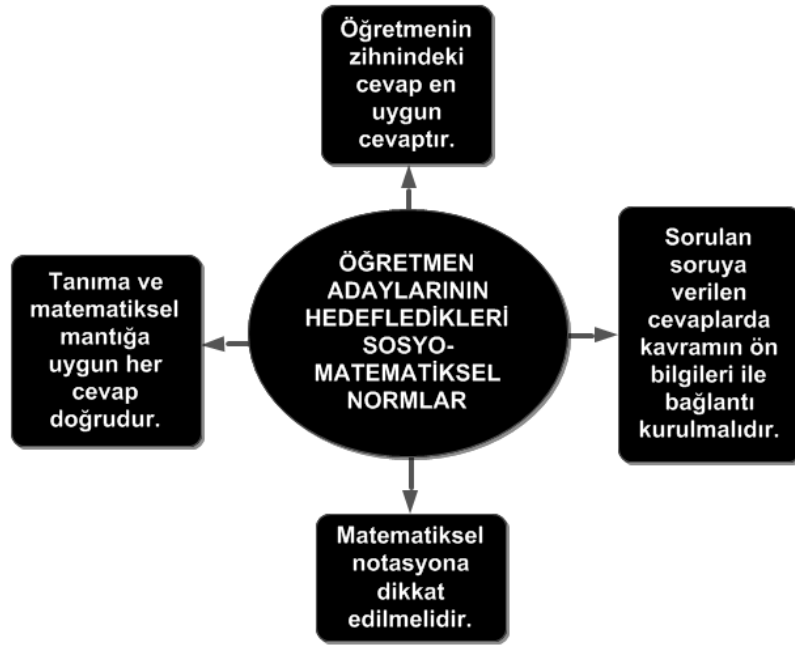 Öğretmenin
zihnindeki
cevap en
uygun
cevaptır.
Tanıma ve
matematiksel
mantığa
uygun her
cevap
doğrudur.
ÖĞRETMEN
ADAYLARININ
HEDEFLEDİKLERİ
SOSYO-
MATEMATİKSEL
NORMLAR
Sorulan
soruya
verilen
cevaplarda
kavramın ön
bilgileri ile
bağlantı
kurulmalıdır.
Matematiksel
notasyona
dikkat
edilmelidir.